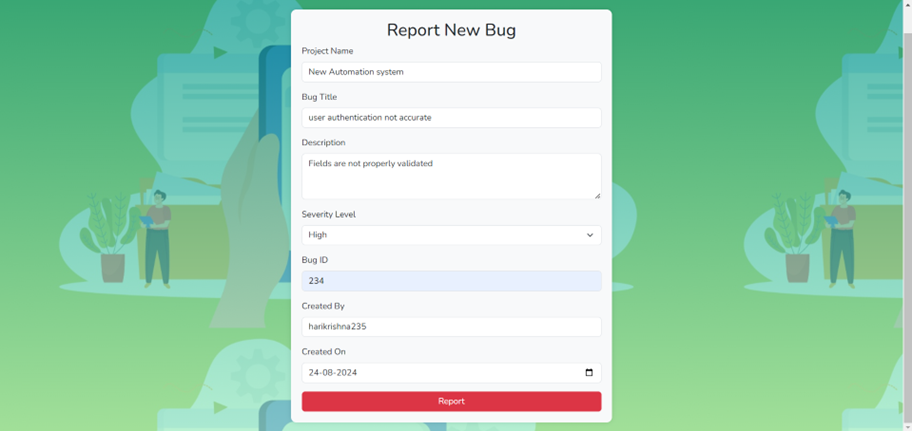 Report New Bug
Project Name
New Automation system
Bug Title
user authentication not accurate
Description
Fields are not properly validated
Severity Level
High
Bug ID
234
Created By
harikrishna235
Created On
24-08-2024
Report